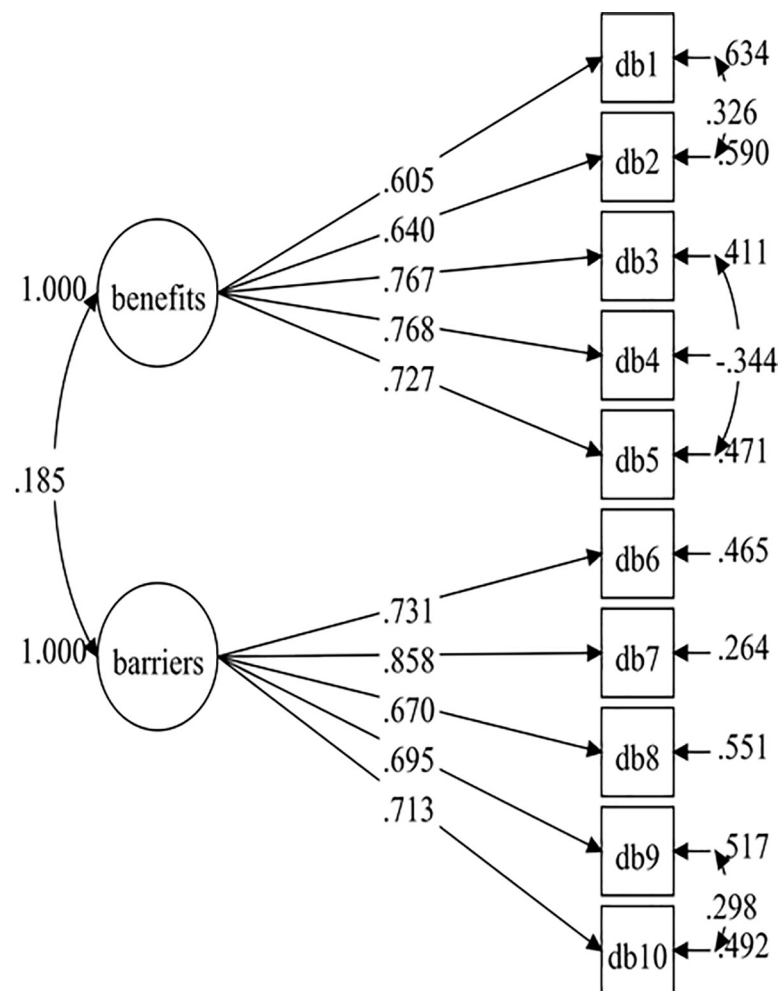 db1
.634
.326
db2
.590
.605
.640
db3
.411
1.000
benefits
.767
.768
db4
-.344
.727
db5
.471
.185
db6
.465
.731
1.000
barriers
.858
db7
.264
.670
db8
.551
.695
.713
db9
.517
.298
db10
.492